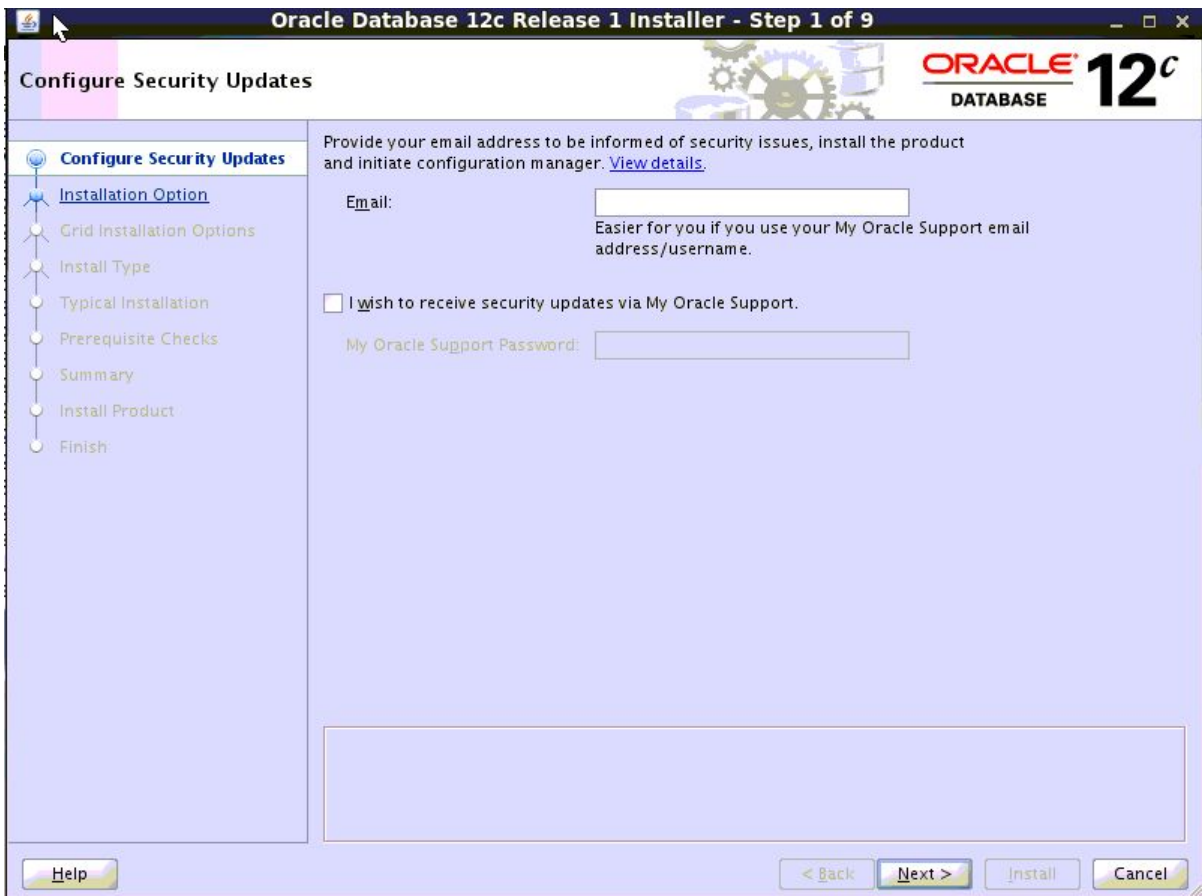 Oracle Database 12c Release 1 Installer - Step 1 of 9
Configure Security Updates
ORACLE
DATABASE
12c
Configure Security Updates
Installation Option
Grid Installation Options
Install Type
Typical Installation
Prerequisite Checks
Summary
Install Product
Finish
Provide your email address to be informed of security issues, install the product
and initiate configuration manager. View details.
Email:
Easier for you if you use your My Oracle Support email
address/username.
I wish to receive security updates via My Oracle Support.
My Oracle Support Password:
Help
< Back
Next >
Install
Cancel